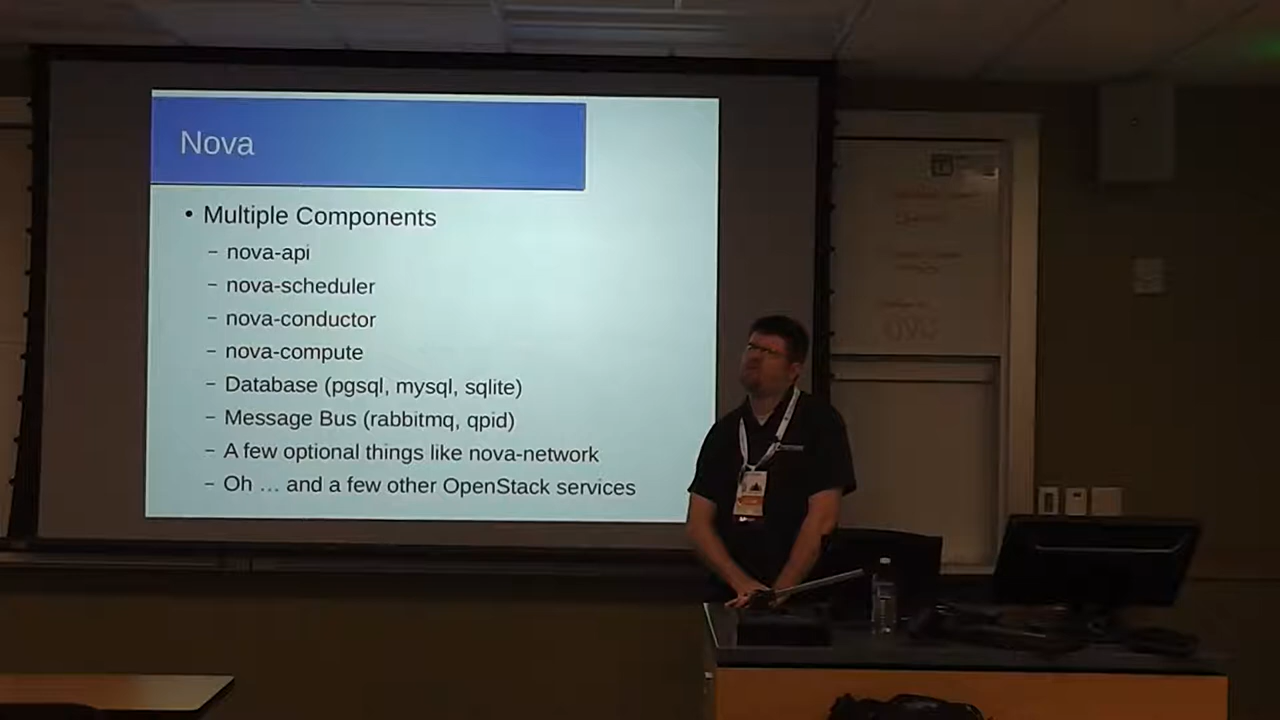 Nova
• Multiple Components
– nova-api
– nova-scheduler
– nova-conductor
– nova-compute
– Database (pgsql, mysql, sqlite)
– Message Bus (rabbitmq, qpid)
– A few optional things like nova-network
– Oh … and a few other OpenStack services